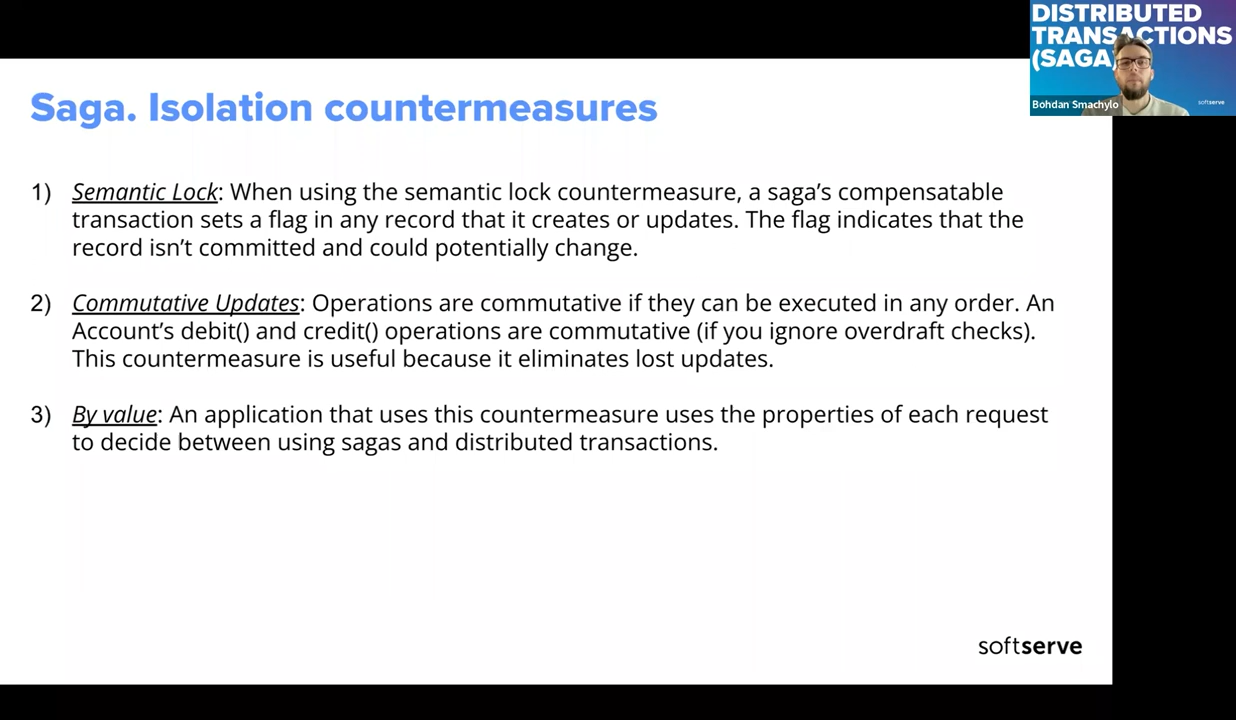 DISTRIBUTED
TRANSACTIONS
(SAGA
Bohdan Smachylo
softserve
Saga. Isolation countermeasures
1) Semantic Lock: When using the semantic lock countermeasure, a saga’s compensatable
transaction sets a flag in any record that it creates or updates. The flag indicates that the
record isn’t committed and could potentially change.
2) Commutative Updates: Operations are commutative if they can be executed in any order. An
Account’s debit() and credit() operations are commutative (if you ignore overdraft checks).
This countermeasure is useful because it eliminates lost updates.
3) By value: An application that uses this countermeasure uses the properties of each request
to decide between using sagas and distributed transactions.
softserve